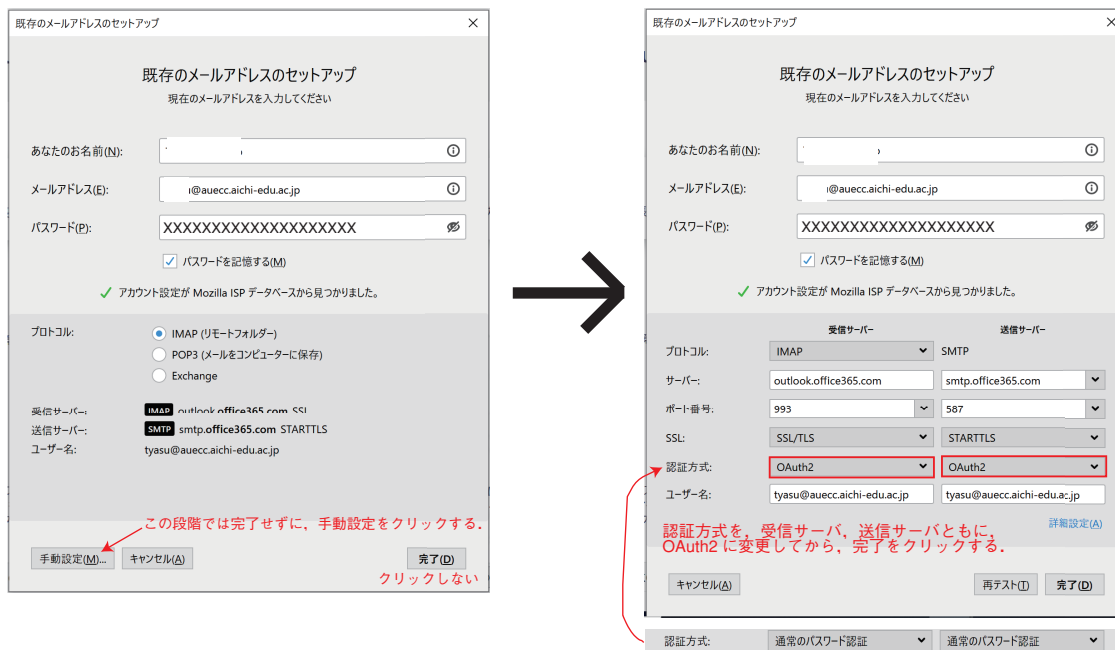 既存のメールアドレスのセットアップ
既存のメールアドレスのセットアップ
現在のメールアドレスを入力してください
あなたのお名前(N):
メールアドレス(E):
@auecc.aichi-edu.ac.jp
パスワード(P):
XXXXXXXXXXXXXXXXXXXX
パスワードを記憶する(M)
アカウント設定が Mozilla ISP データベースから見つかりました。
プロトコル:
IMAP (リモートフォルダー)
POP3 (メールをコンピューターに保存)
Exchange
受信サーバー: IMAP outlook.office365.com SSL
送信サーバー: SMTP smtp.office365.com STARTTLS
ユーザー名: tyasu@auecc.aichi-edu.ac.jp
この段階では完了せずに，手動設定をクリックする．
手動設定(M)... キャンセル(A) 完了(D)
クリックしない
既存のメールアドレスのセットアップ
既存のメールアドレスのセットアップ
現在のメールアドレスを入力してください
あなたのお名前(N):
メールアドレス(E):
@auecc.aichi-edu.ac.jp
パスワード(P):
XXXXXXXXXXXXXXXXXXXX
パスワードを記憶する(M)
アカウント設定が Mozilla ISP データベースから見つかりました。
受信サーバー 送信サーバー
プロトコル: IMAP SMTP
サーバー: outlook.office365.com smtp.office365.com
ポート番号: 993 587
SSL: SSL/TLS STARTTLS
認証方式: OAuth2 OAuth2
ユーザー名: tyasu@auecc.aichi-edu.ac.jp tyasu@auecc.aichi-edu.ac.jp
詳細設定(A)
認証方式を，受信サーバ，送信サーバともに，
OAuth2 に変更してから，完了をクリックする．
キャンセル(A) 再テスト(T) 完了(D)
認証方式: 通常のパスワード認証 通常のパスワード認証